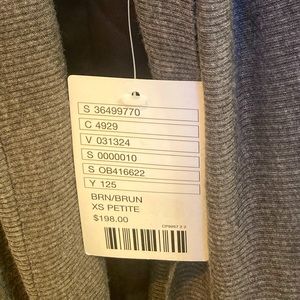 S 36499770
C 4929
V 031324
S 0000010
S OB416622
Y 125
BRN/BRUN
XS PETITE
$198.00